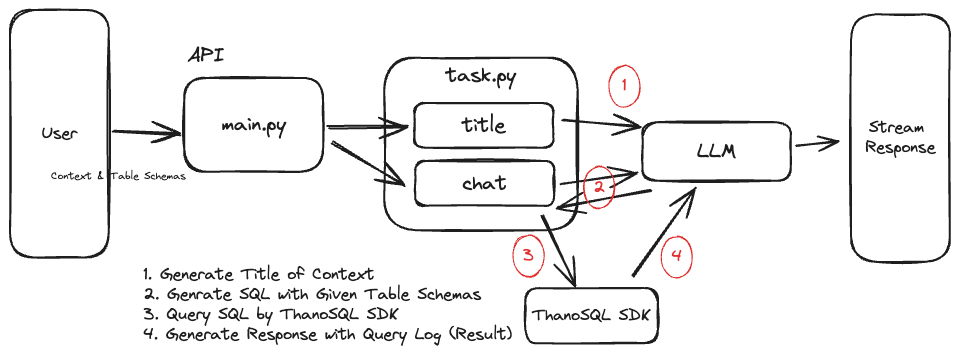 API
task.py
1
User
main.py
title
chat
LLM
Stream
Response
Context & Table Schemas
2
3
4
1. Generate Title of Context
2. Genrate SQL with Given Table Schemas
3. Query SQL by ThanoSQL SDK
4. Generate Response with Query Log (Result)
ThanoSQL SDK